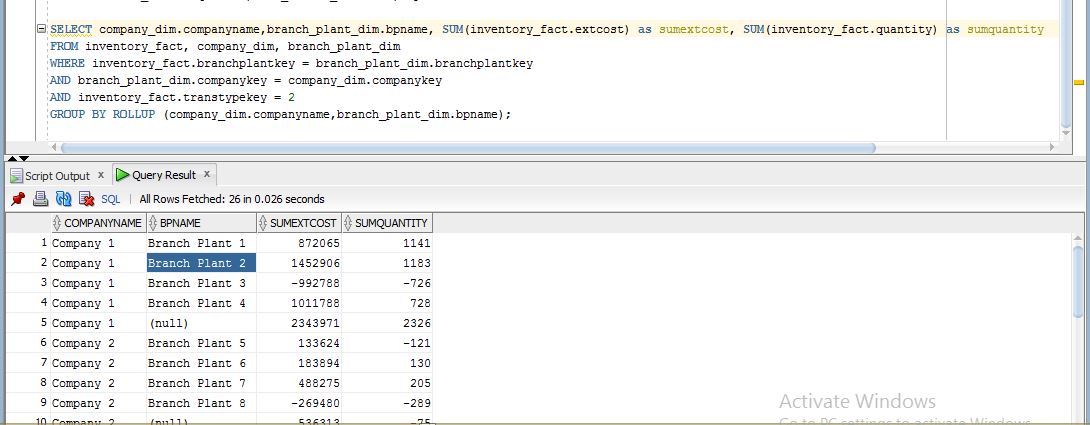 SELECT company_dim.companyname,branch_plant_dim.bpname, SUM(inventory_fact.extcost) as sumextcost, SUM(inventory_fact.quantity) as sumquantity
FROM inventory_fact, company_dim, branch_plant_dim
WHERE inventory_fact.branchplantkey = branch_plant_dim.branchplantkey
AND branch_plant_dim.companykey = company_dim.companykey
AND inventory_fact.transtypekey = 2
GROUP BY ROLLUP (company_dim.companyname,branch_plant_dim.bpname);
Script Output x Query Result x
SQL | All Rows Fetched: 26 in 0.026 seconds
COMPANYNAME BPNAME SUMEXTCOST SUMQUANTITY
1 Company 1 Branch Plant 1 872065 1141
2 Company 1 Branch Plant 2 1452906 1183
3 Company 1 Branch Plant 3 -992788 -726
4 Company 1 Branch Plant 4 1011788 728
5 Company 1 (null) 2343971 2326
6 Company 2 Branch Plant 5 133624 -121
7 Company 2 Branch Plant 6 183894 130
8 Company 2 Branch Plant 7 488275 205
9 Company 2 Branch Plant 8 -269480 -289
10 Company 2 (null) 536313 -75
Activate Windows
Go to PC settings to activate Windows.